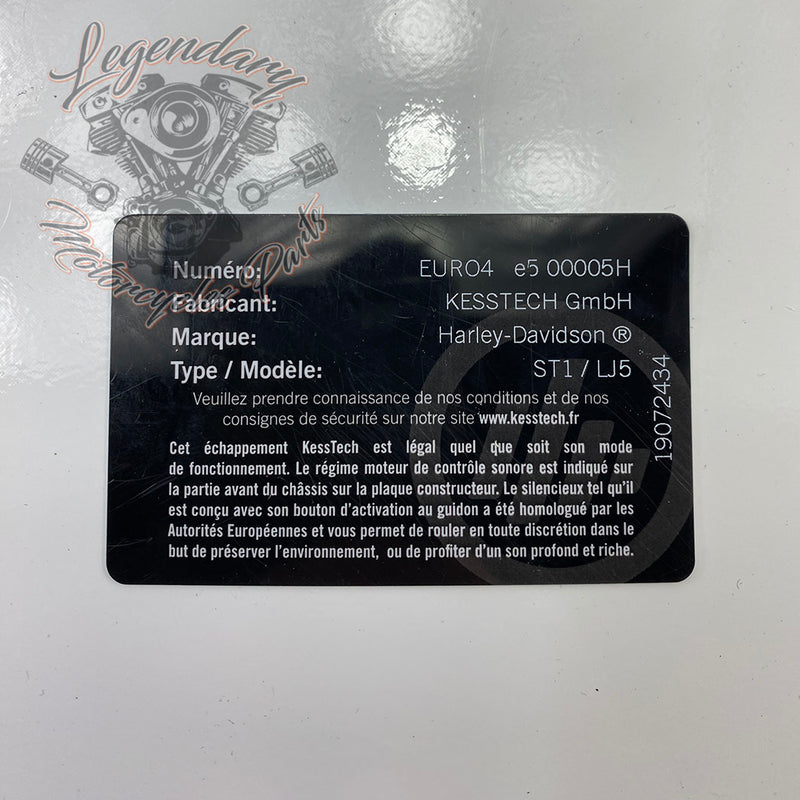 Legendary
Motorcycles Parts
Numéro: EURO4 e5 00005H
Fabricant: KESSTECH GmbH
Marque: Harley-Davidson ®
Type / Modèle: ST1 / LJ5
Veuillez prendre connaissance de nos conditions et de nos
consignes de sécurité sur notre site www.kesstech.fr
19072434
Cet échappement KessTech est légal quel que soit son mode
de fonctionnement. Le régime moteur de contrôle sonore est indiqué sur
la partie avant du châssis sur la plaque constructeur. Le silencieux tel qu'il
est conçu avec son bouton d'activation au guidon a été homologué par les
Autorités Européennes et vous permet de rouler en toute discrétion dans le
but de préserver l'environnement, ou de profiter d'un son profond et riche.